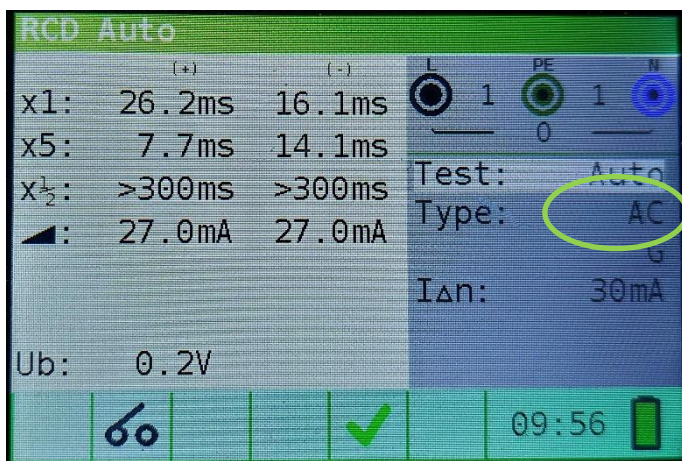 RCD Auto
(+) (-)
x1: 26.2ms 16.1ms
x5: 7.7ms 14.1ms
x½: >300ms >300ms
◢: 27.0mA 27.0mA
Ub: 0.2V
L PE N
1 1
0
Test: Auto
Type: AC
G
IΔn: 30mA
09:56